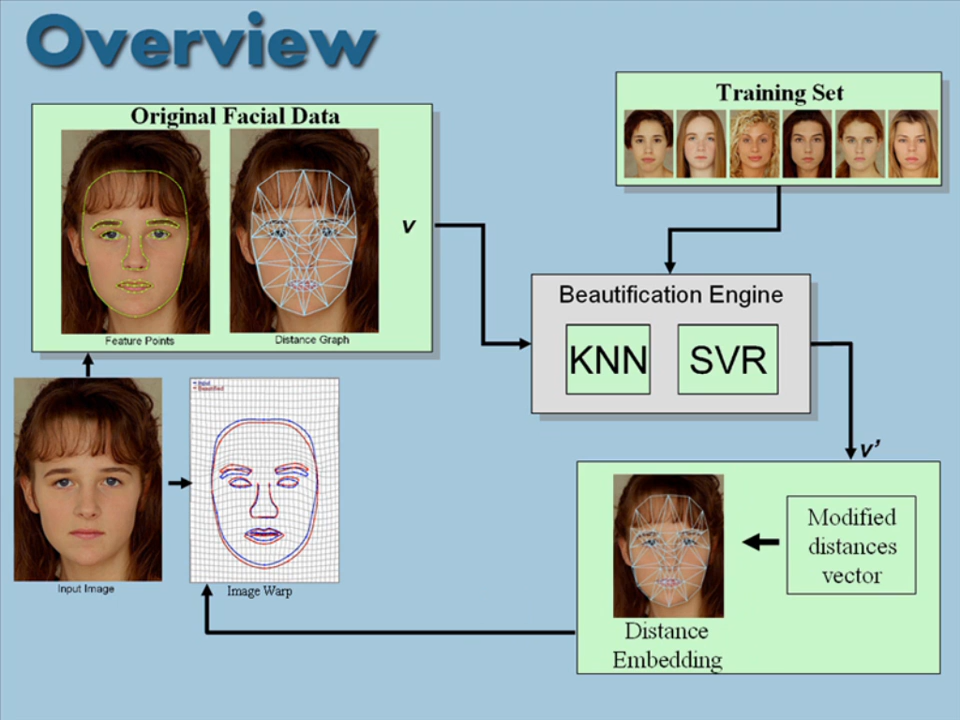 Overview
Original Facial Data
Feature Points
Distance Graph
v
Training Set
Beautification Engine
KNN
SVR
v’
Input Image
Beautified
Image Warp
Modified
distances
vector
Distance
Embedding